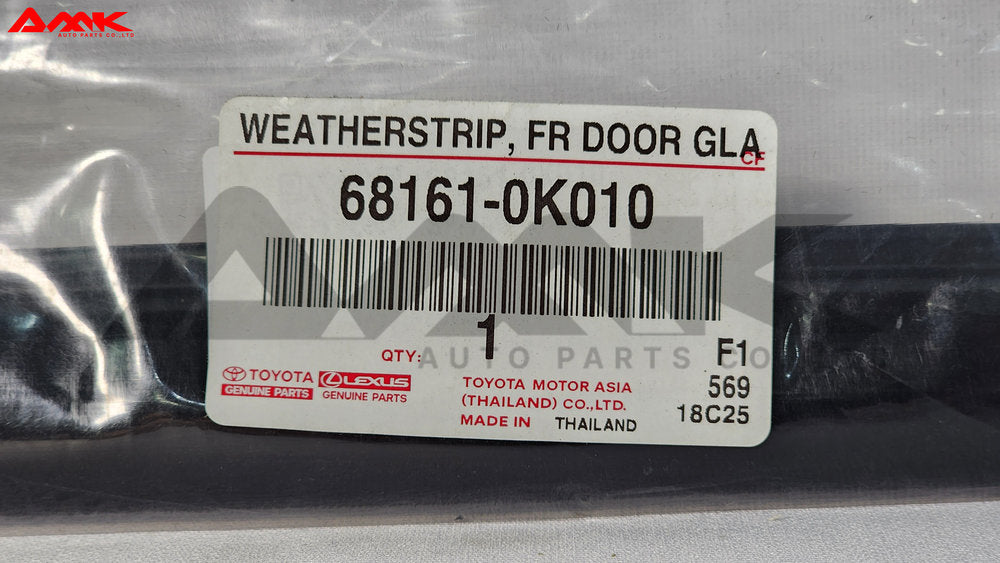 AMK
AUTO PARTS CO.,LTD
WEATHERSTRIP, FR DOOR GLA
CF
68161-0K010
AMK
1
QTY:
AUTO PARTS CO
F1
TOYOTA
GENUINE PARTS
LEXUS
GENUINE PARTS
TOYOTA MOTOR ASIA
(THAILAND) CO.,LTD.
MADE IN THAILAND
569
18C25